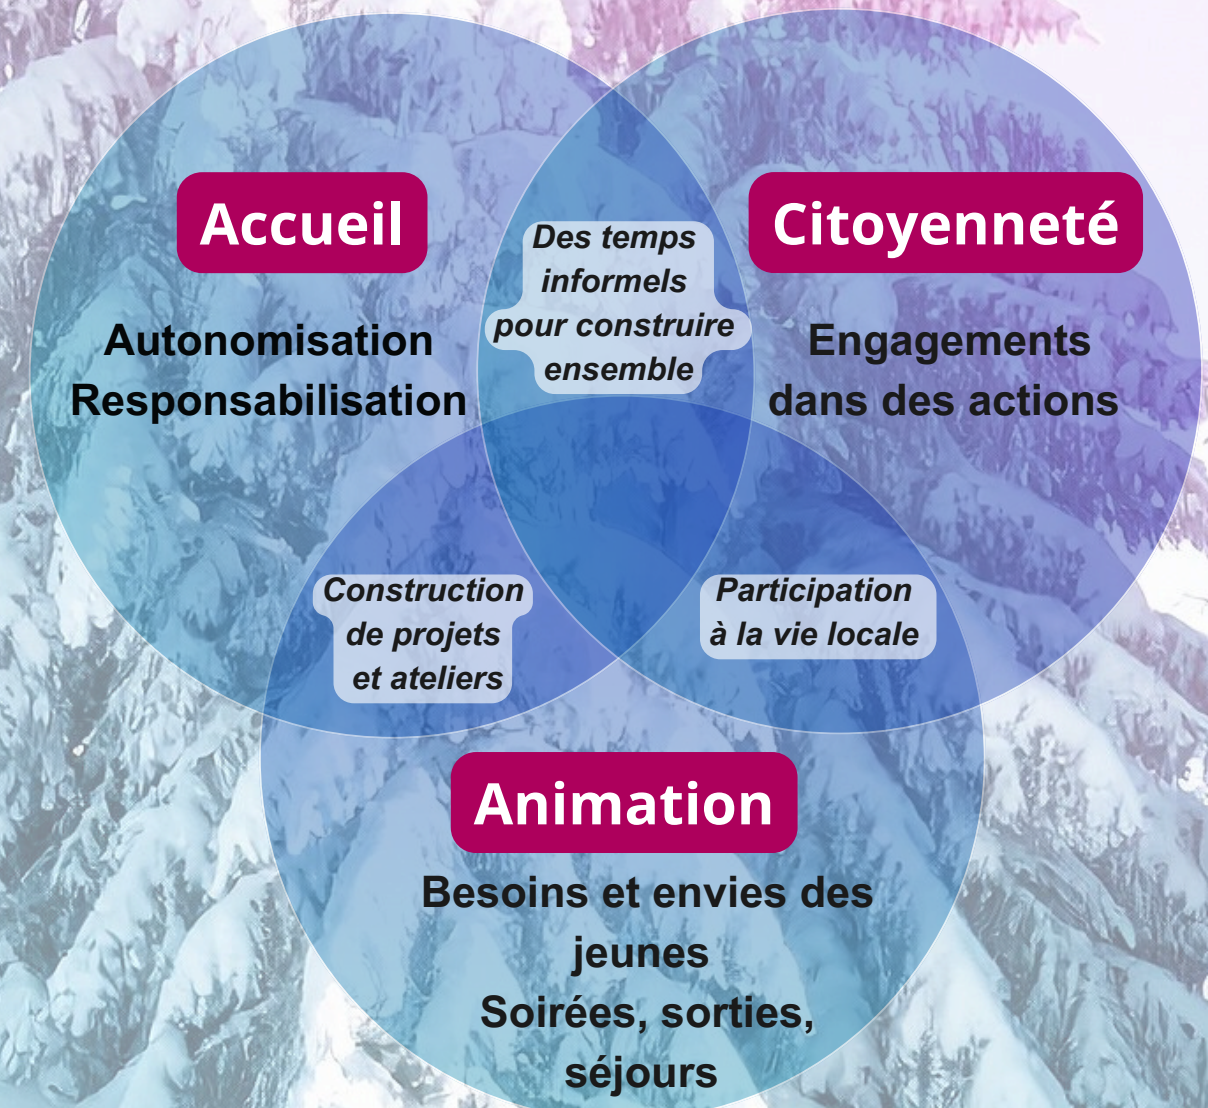 Accueil
Autonomisation
Responsabilisation
Des temps
informels
pour construire
ensemble
Citoyenneté
Engagements
dans des actions
Construction
de projets
et ateliers
Participation
à la vie locale
Animation
Besoins et envies des
jeunes
Soirées, sorties,
séjours